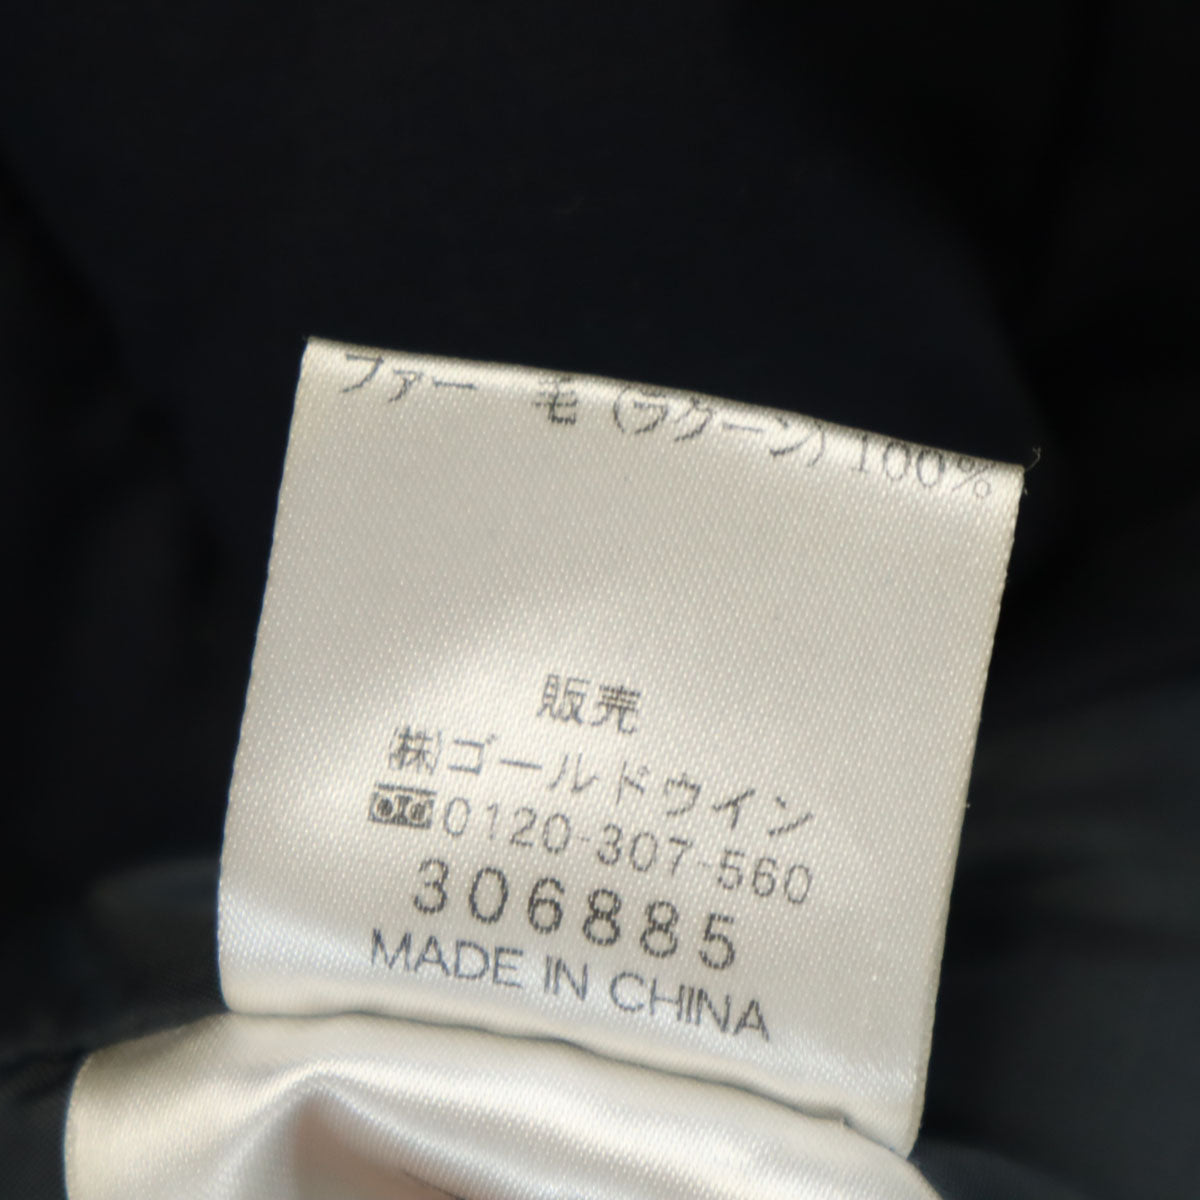 ファー　毛（ラクーン）100%
販売
㈱ゴールドウイン
0120-307-560
306885
MADE IN CHINA